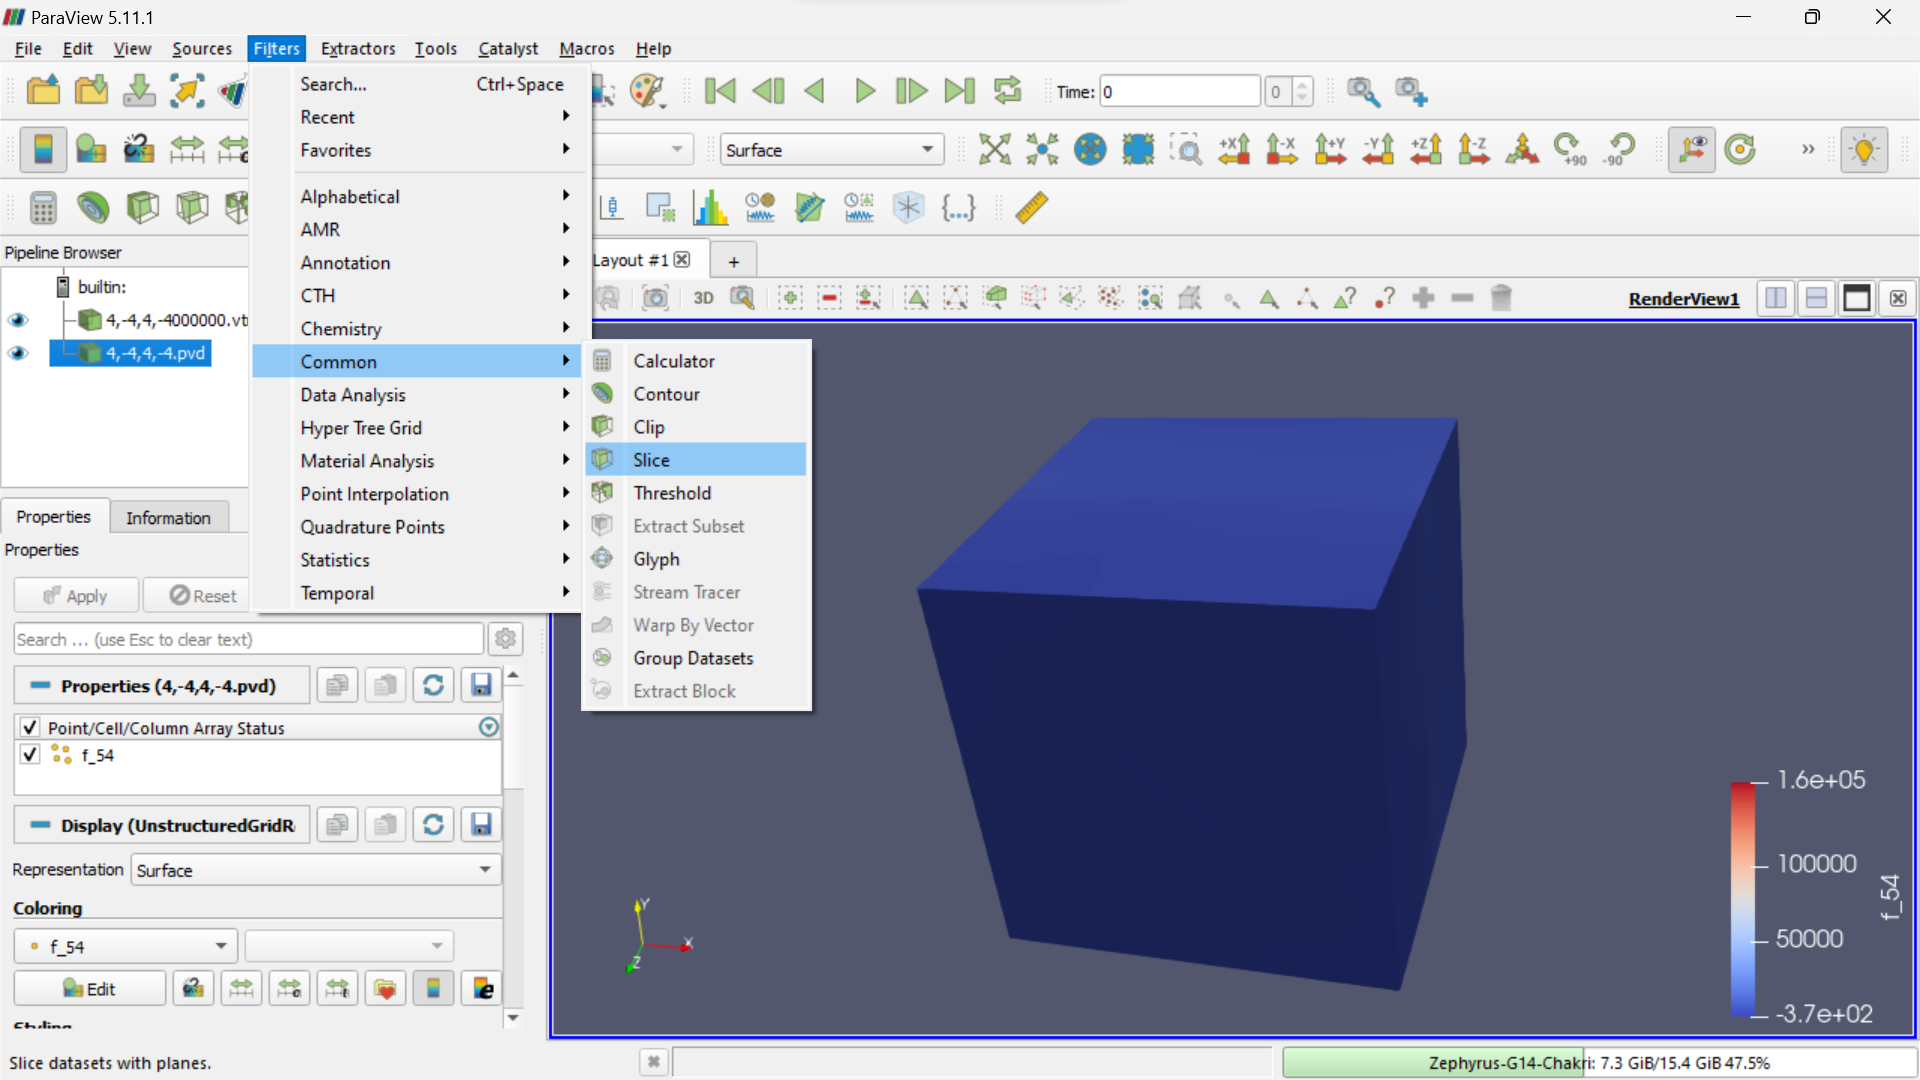 ParaView 5.11.1
File Edit View Sources Filters Extractors Tools Catalyst Macros Help
Search... Ctrl+Space
Recent
Favorites
Alphabetical
AMR
Annotation
CTH
Chemistry
Common
Data Analysis
Hyper Tree Grid
Material Analysis
Point Interpolation
Quadrature Points
Statistics
Temporal
Calculator
Contour
Clip
Slice
Threshold
Extract Subset
Glyph
Stream Tracer
Warp By Vector
Group Datasets
Extract Block
Time: 0 0
Surface
+X -X +Y -Y +Z -Z +90 -90
Pipeline Browser
builtin:
4,-4,4,-4000000.vt
4,-4,4,-4.pvd
Layout #1 +
3D
RenderView1
Properties Information
Properties
Apply Reset
Search ... (use Esc to clear text)
Properties (4,-4,4,-4.pvd)
Point/Cell/Column Array Status
f_54
Display (UnstructuredGridR
Representation Surface
Coloring
f_54
Edit
Styling
Y
X
Z
1.6e+05
100000
50000
-3.7e+02
f_54
Slice datasets with planes.
Zephyrus-G14-Chakri: 7.3 GiB/15.4 GiB 47.5%